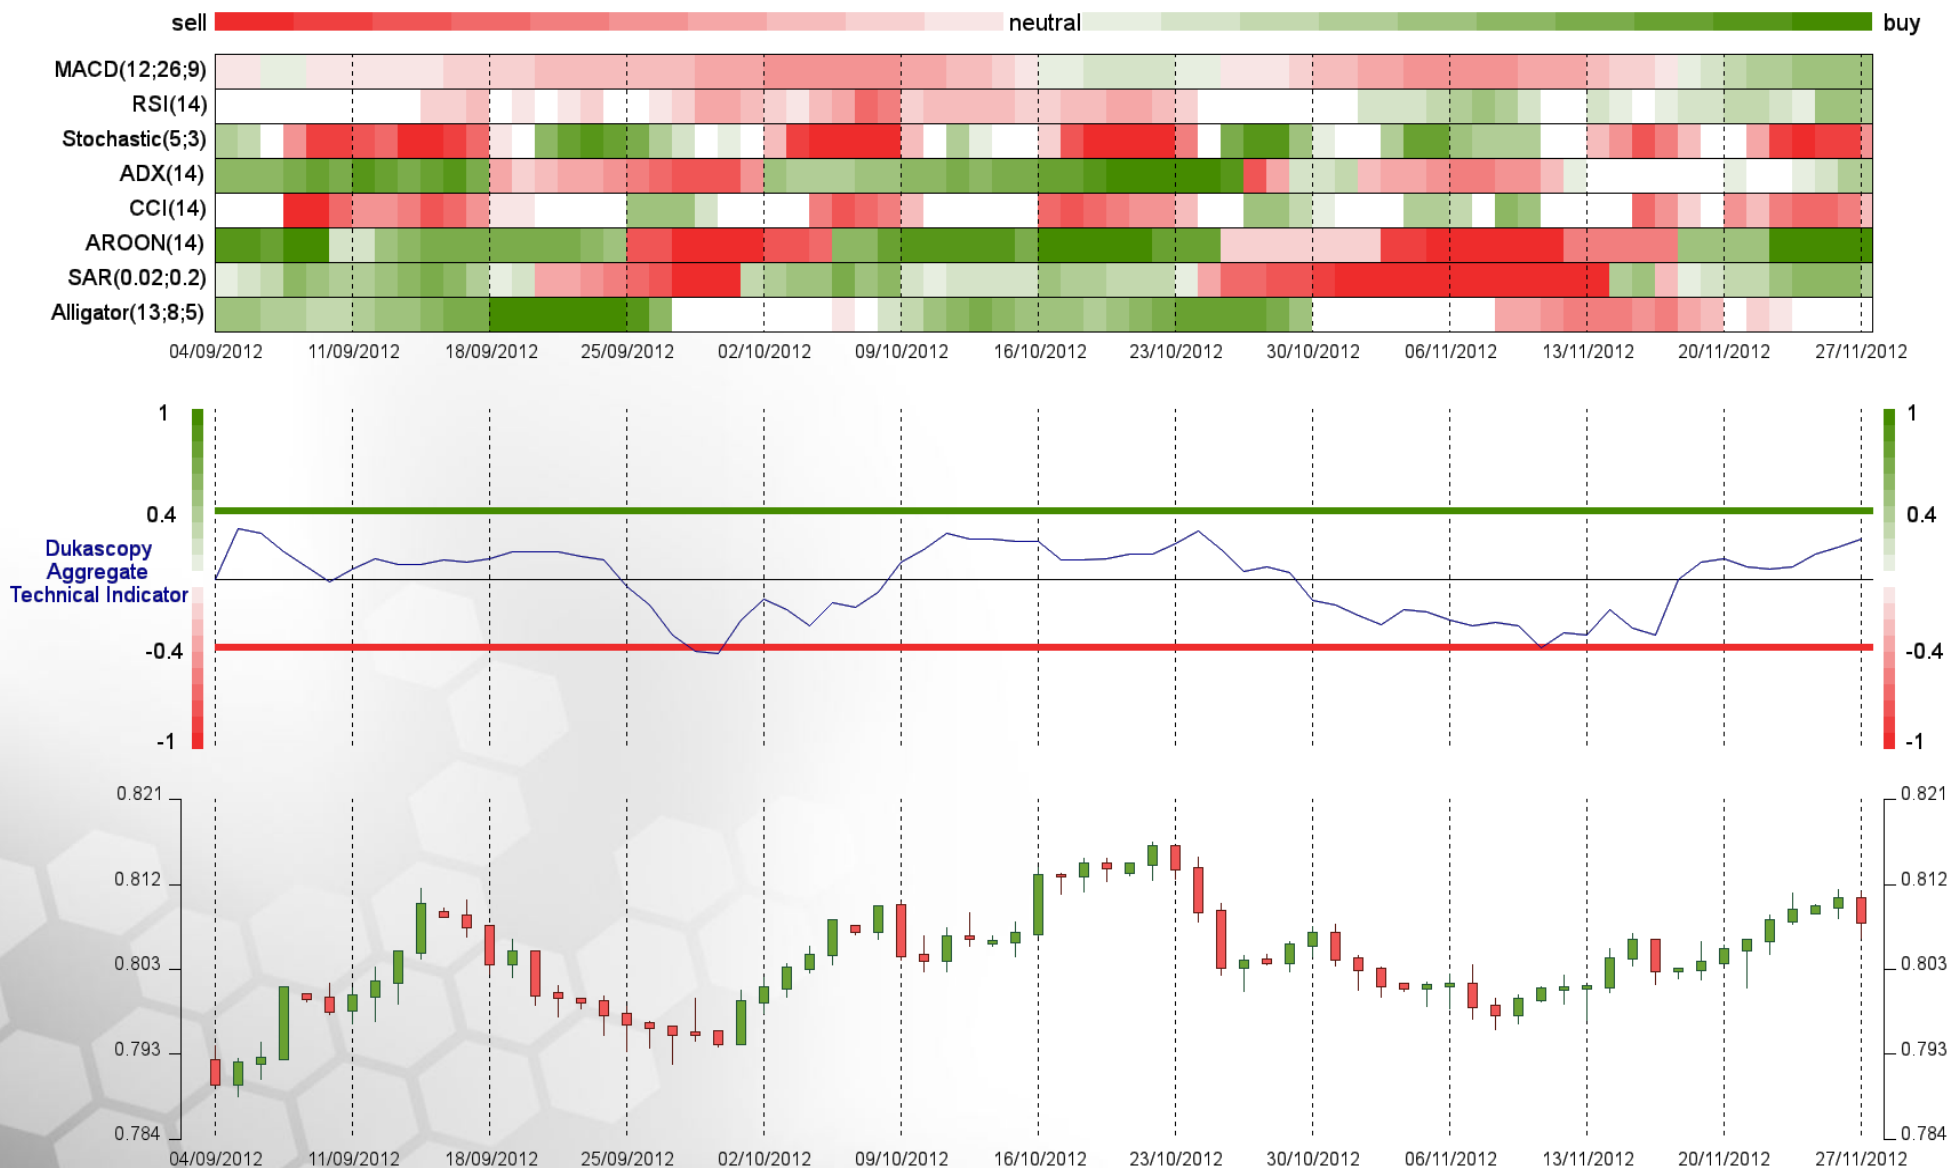 sell neutral buy
MACD(12;26;9)
RSI(14)
Stochastic(5;3)
ADX(14)
CCI(14)
AROON(14)
SAR(0.02;0.2)
Alligator(13;8;5)
04/09/2012 11/09/2012 18/09/2012 25/09/2012 02/10/2012 09/10/2012 16/10/2012 23/10/2012 30/10/2012 06/11/2012 13/11/2012 20/11/2012 27/11/2012
1 1
0.4 0.4
Dukascopy
Aggregate
Technical Indicator
-0.4 -0.4
-1 -1
0.821 0.821
0.812 0.812
0.803 0.803
0.793 0.793
0.784 0.784
04/09/2012 11/09/2012 18/09/2012 25/09/2012 02/10/2012 09/10/2012 16/10/2012 23/10/2012 30/10/2012 06/11/2012 13/11/2012 20/11/2012 27/11/2012